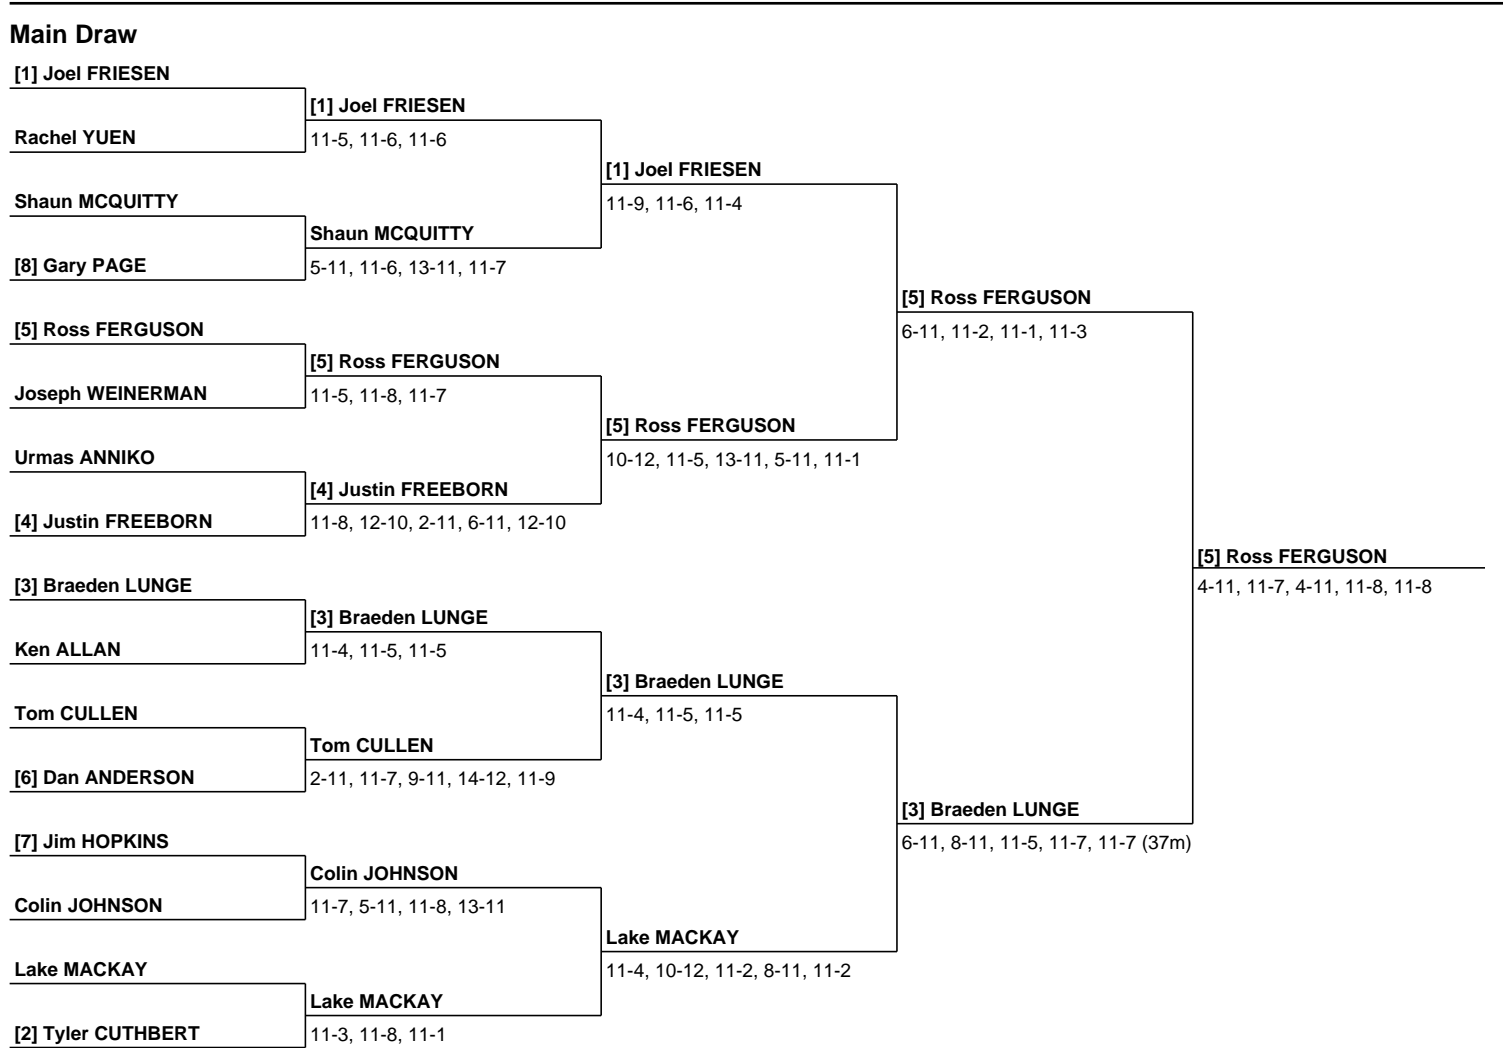 Main Draw
[1] Joel FRIESEN
[1] Joel FRIESEN
Rachel YUEN
11-5, 11-6, 11-6
[1] Joel FRIESEN
Shaun MCQUITTY
11-9, 11-6, 11-4
Shaun MCQUITTY
[8] Gary PAGE
5-11, 11-6, 13-11, 11-7
[5] Ross FERGUSON
[5] Ross FERGUSON
6-11, 11-2, 11-1, 11-3
[5] Ross FERGUSON
Joseph WEINERMAN
11-5, 11-8, 11-7
[5] Ross FERGUSON
Urmas ANNIKO
10-12, 11-5, 13-11, 5-11, 11-1
[4] Justin FREEBORN
[4] Justin FREEBORN
11-8, 12-10, 2-11, 6-11, 12-10
[5] Ross FERGUSON
[3] Braeden LUNGE
4-11, 11-7, 4-11, 11-8, 11-8
[3] Braeden LUNGE
Ken ALLAN
11-4, 11-5, 11-5
[3] Braeden LUNGE
Tom CULLEN
11-4, 11-5, 11-5
Tom CULLEN
[6] Dan ANDERSON
2-11, 11-7, 9-11, 14-12, 11-9
[3] Braeden LUNGE
[7] Jim HOPKINS
6-11, 8-11, 11-5, 11-7, 11-7 (37m)
Colin JOHNSON
Colin JOHNSON
11-7, 5-11, 11-8, 13-11
Lake MACKAY
Lake MACKAY
11-4, 10-12, 11-2, 8-11, 11-2
Lake MACKAY
[2] Tyler CUTHBERT
11-3, 11-8, 11-1